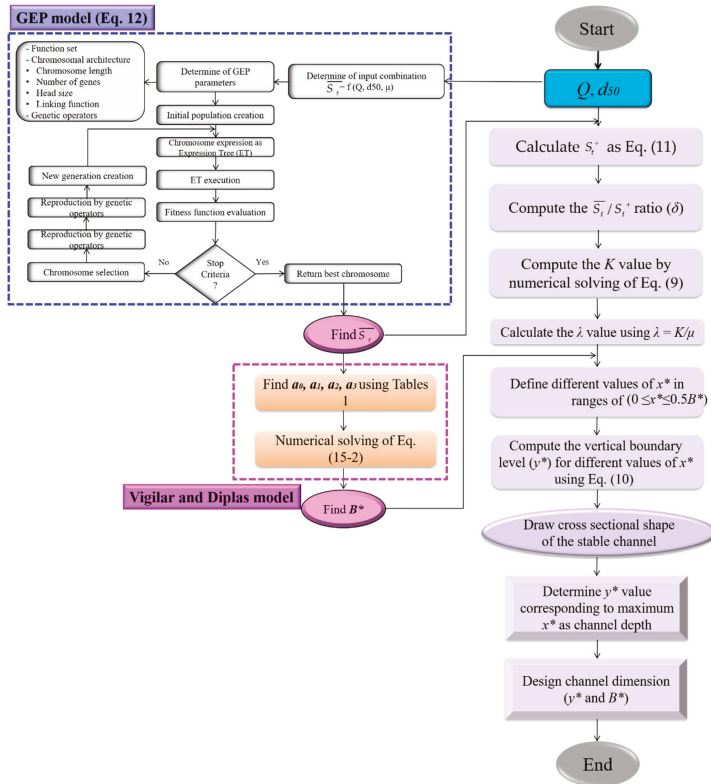 GEP model (Eq. 12)
- Function set
- Chromosomal architecture
• Chromosome length
• Number of genes
• Head size
• Linking function
- Genetic operators
Determine of GEP
parameters
Determine of input combination
S̅ₜ = f (Q, d50, μ)
Initial population creation
Chromosome expression as
Expression Tree (ET)
ET execution
Fitness function evaluation
New generation creation
Reproduction by genetic
operators
Reproduction by genetic
operators
Chromosome selection
No
Stop
Criteria
?
Yes
Return best chromosome
Find S̅ₜ
Find a₀, a₁, a₂, a₃ using Tables
1
Numerical solving of Eq.
(15-2)
Vigilar and Diplas model
Find B*
Start
Q, d₅₀
Calculate Sₜ⁺ as Eq. (11)
Compute the S̅ₜ / Sₜ⁺ ratio (δ)
Compute the K value by
numerical solving of Eq. (9)
Calculate the λ value using λ = K/μ
Define different values of x* in
ranges of (0 ≤x*≤0.5B*)
Compute the vertical boundary
level (y*) for different values of x*
using Eq. (10)
Draw cross sectional shape
of the stable channel
Determine y* value
corresponding to maximum
x* as channel depth
Design channel dimension
(y* and B*)
End